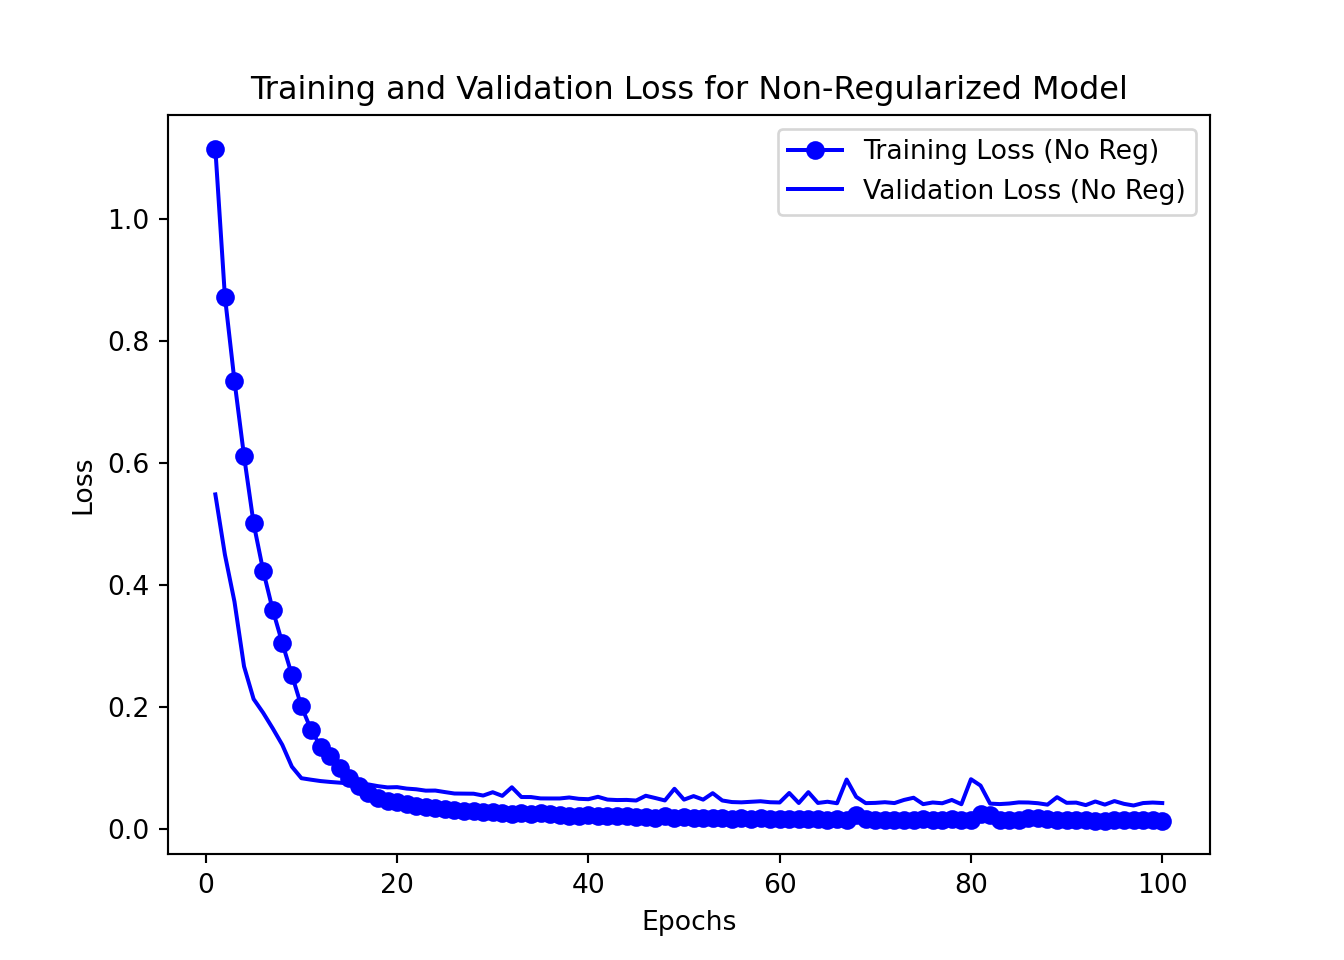 Training and Validation Loss for Non-Regularized Model
Training Loss (No Reg)
Validation Loss (No Reg)
Loss
1.0
0.8
0.6
0.4
0.2
0.0
0 20 40 60 80 100
Epochs